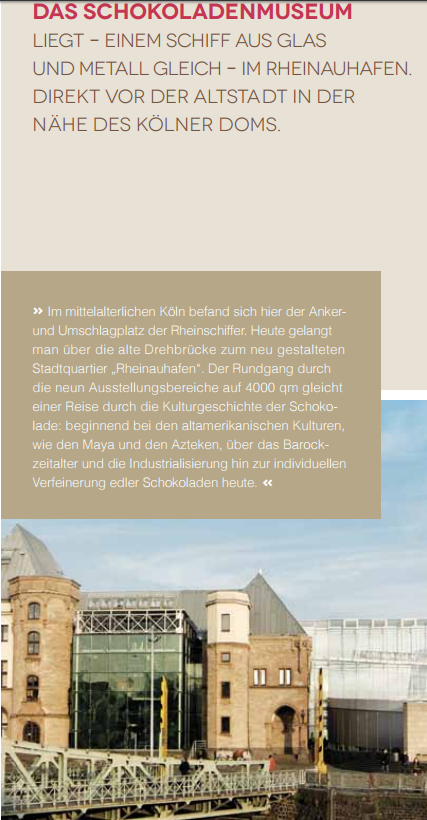 DAS SCHOKOLADENMUSEUM
LIEGT – EINEM SCHIFF AUS GLAS
UND METALL GLEICH – IM RHEINAUHAFEN.
DIREKT VOR DER ALTSTADT IN DER
NÄHE DES KÖLNER DOMS.
» Im mittelalterlichen Köln befand sich hier der Anker-
und Umschlagplatz der Rheinschiffer. Heute gelangt
man über die alte Drehbrücke zum neu gestalteten
Stadtquartier „Rheinauhafen“. Der Rundgang durch
die neun Ausstellungsbereiche auf 4000 qm gleicht
einer Reise durch die Kulturgeschichte der Schoko-
lade: beginnend bei den altamerikanischen Kulturen,
wie den Maya und den Azteken, über das Barock-
zeitalter und die Industrialisierung hin zur individuellen
Verfeinerung edler Schokoladen heute. «